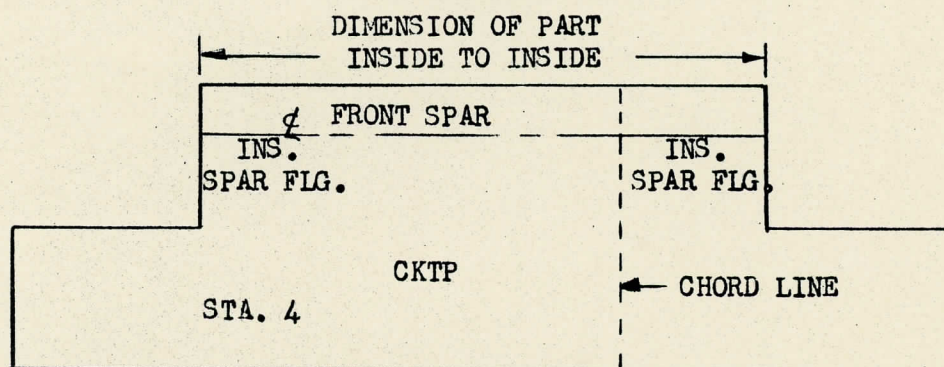 DIMENSION OF PART
INSIDE TO INSIDE
℄ FRONT SPAR
INS.
SPAR FLG.
INS.
SPAR FLG.
CKTP
CHORD LINE
STA. 4